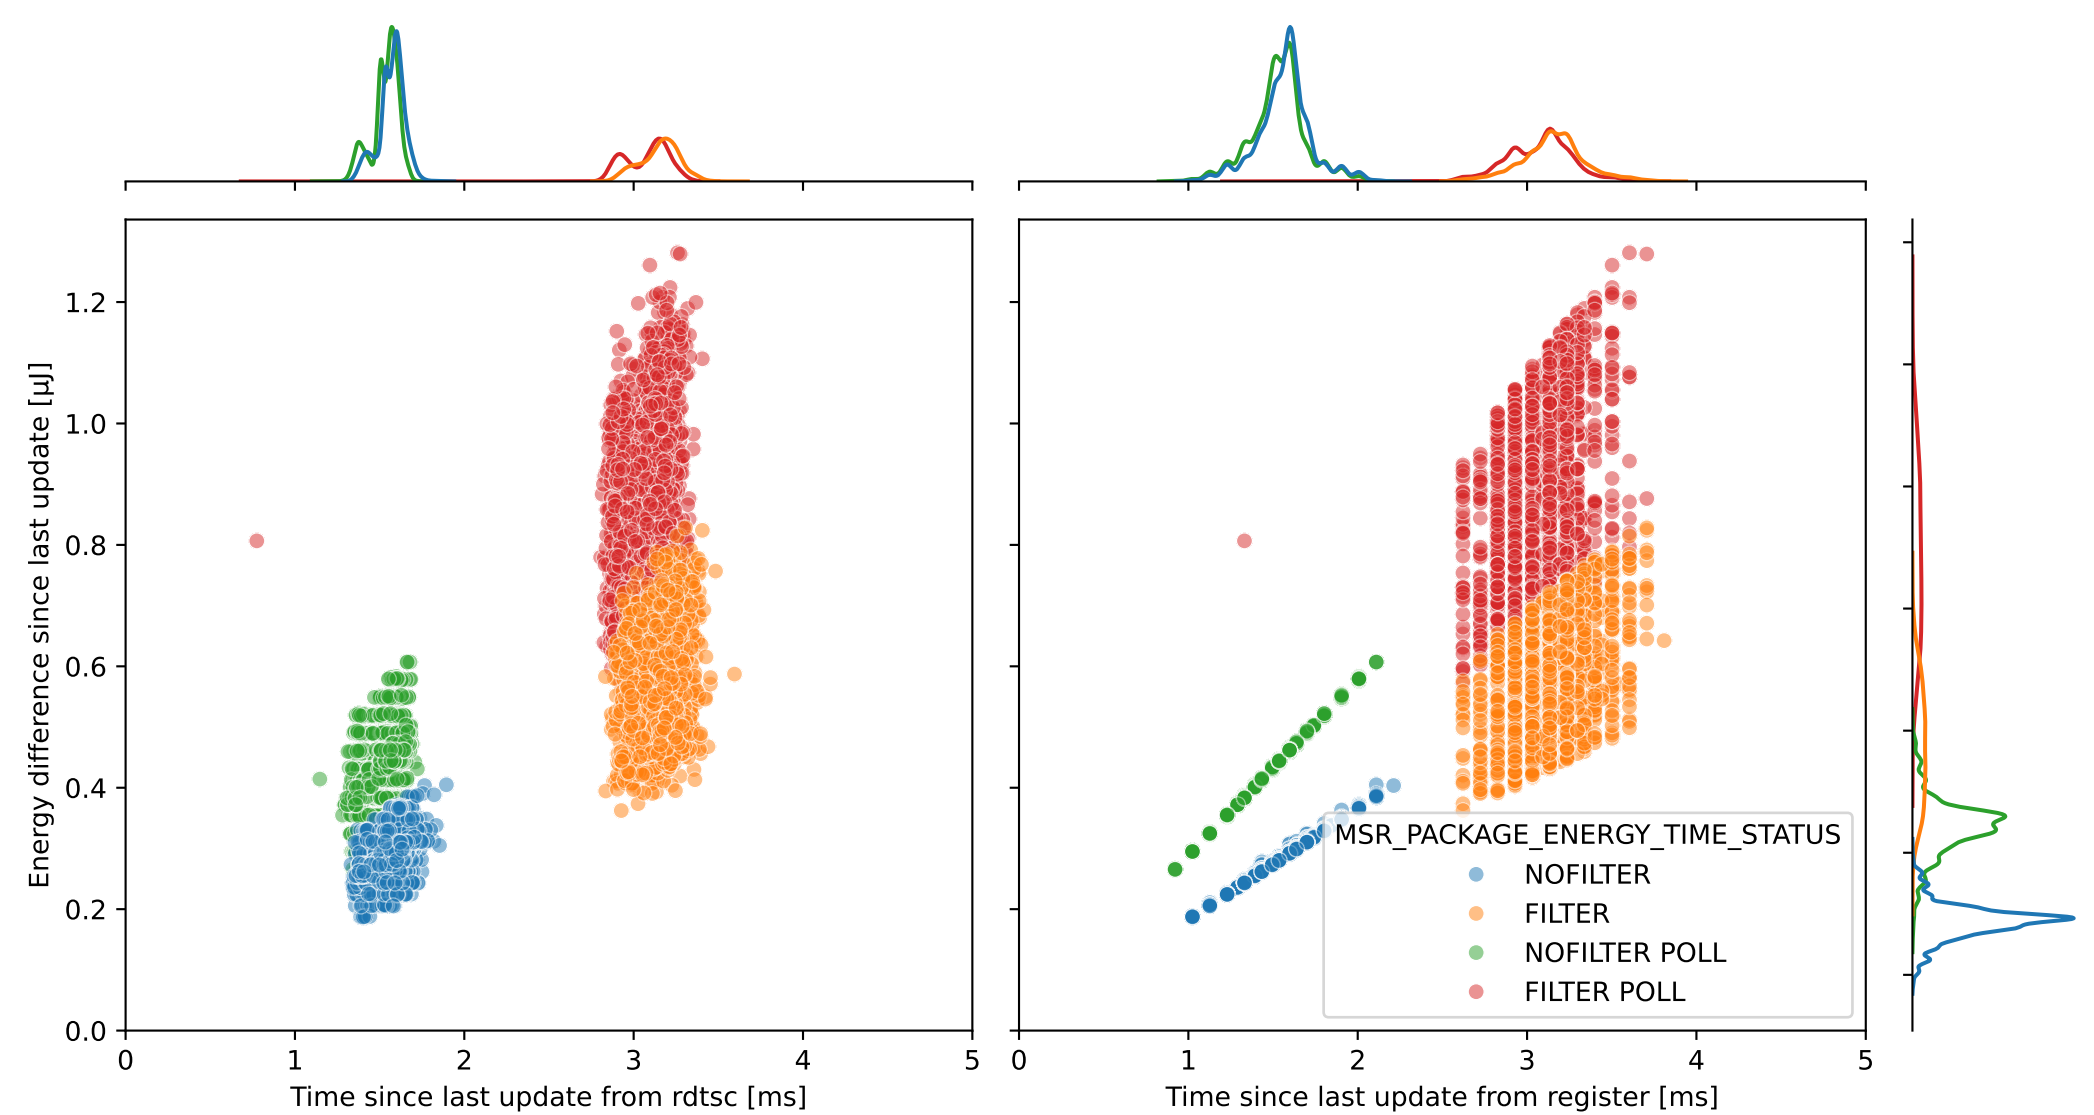 Energy difference since last update [µJ]
1.2
1.0
0.8
0.6
0.4
0.2
0.0
0 1 2 3 4 5
Time since last update from rdtsc [ms]
MSR_PACKAGE_ENERGY_TIME_STATUS
NOFILTER
FILTER
NOFILTER POLL
FILTER POLL
0 1 2 3 4 5
Time since last update from register [ms]